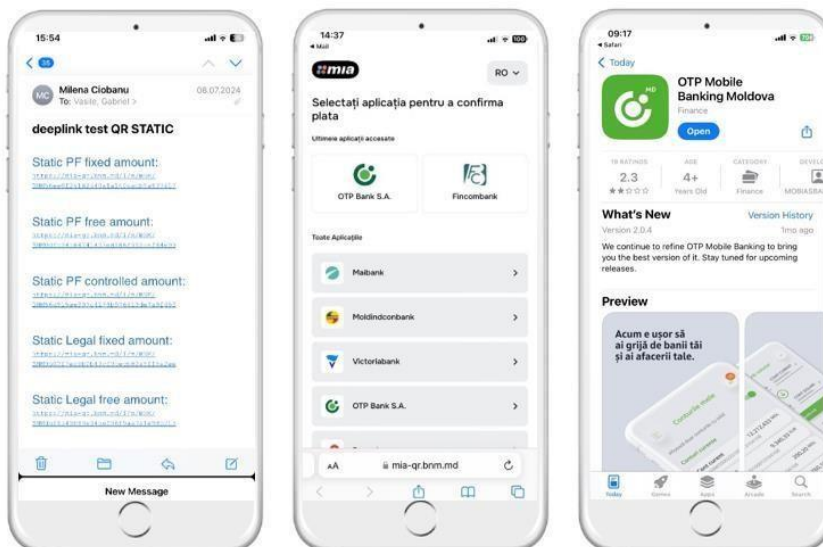 15:54
35
MC
Milena Ciobanu
To: Vasile, Gabriel >
08.07.2024
deeplink test QR STATIC
Static PF fixed amount:
Static PF free amount:
Static PF controlled amount:
Static Legal fixed amount:
Static Legal free amount:
New Message
14:37
Mail
100
mia
RO
Selectați aplicația pentru a confirma
plata
Ultimele aplicații accesate
OTP Bank S.A.
Fincombank
Toate Aplicațiile
Maibank
Moldindconbank
Victoriabank
OTP Bank S.A.
AA
mia-qr.bnm.md
09:17
Safari
Today
MD
OTP Mobile
Banking Moldova
Finance
Open
19 RATINGS
AGE
CATEGORY
2.3
4+
Years Old
Finance
What's New
Version History
Version 2.0.4
1mo ago
We continue to refine OTP Mobile Banking to bring
you the best version of it. Stay tuned for upcoming
releases.
Preview
Acum e ușor să
ai grijă de banii tăi
și ai afacerii tale.
Conturile mele
Conturi curente
Today
Games
Apps
Arcade
Search